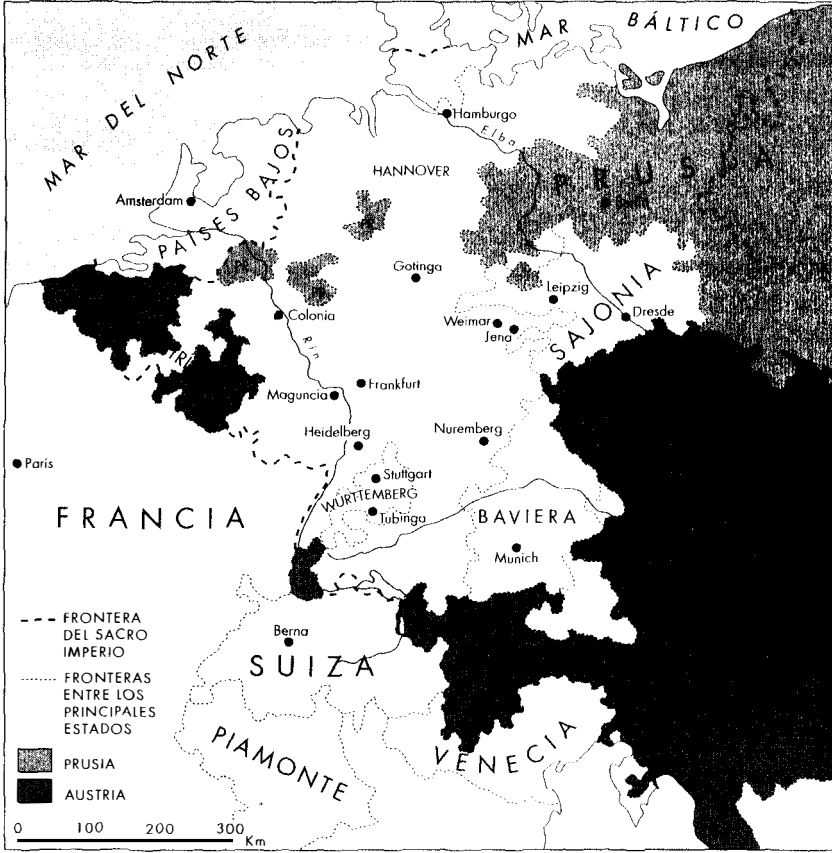 MAR DEL NORTE
MAR BÁLTICO
Hamburgo
Elba
HANNOVER
PRUSIA
Amsterdam
PAÍSES BAJOS
Gotinga
Leipzig
SAJONIA
Colonia
Weimar
Jena
Dresde
Rin
Frankfurt
Maguncia
Heidelberg
Nuremberg
París
Stuttgart
WÜRTTEMBERG
Tubinga
FRANCIA
BAVIERA
Munich
FRONTERA
DEL SACRO
IMPERIO
Berna
SUIZA
FRONTERAS
ENTRE LOS
PRINCIPALES
ESTADOS
PIAMONTE
VENECIA
PRUSIA
AUSTRIA
0 100 200 300
Km